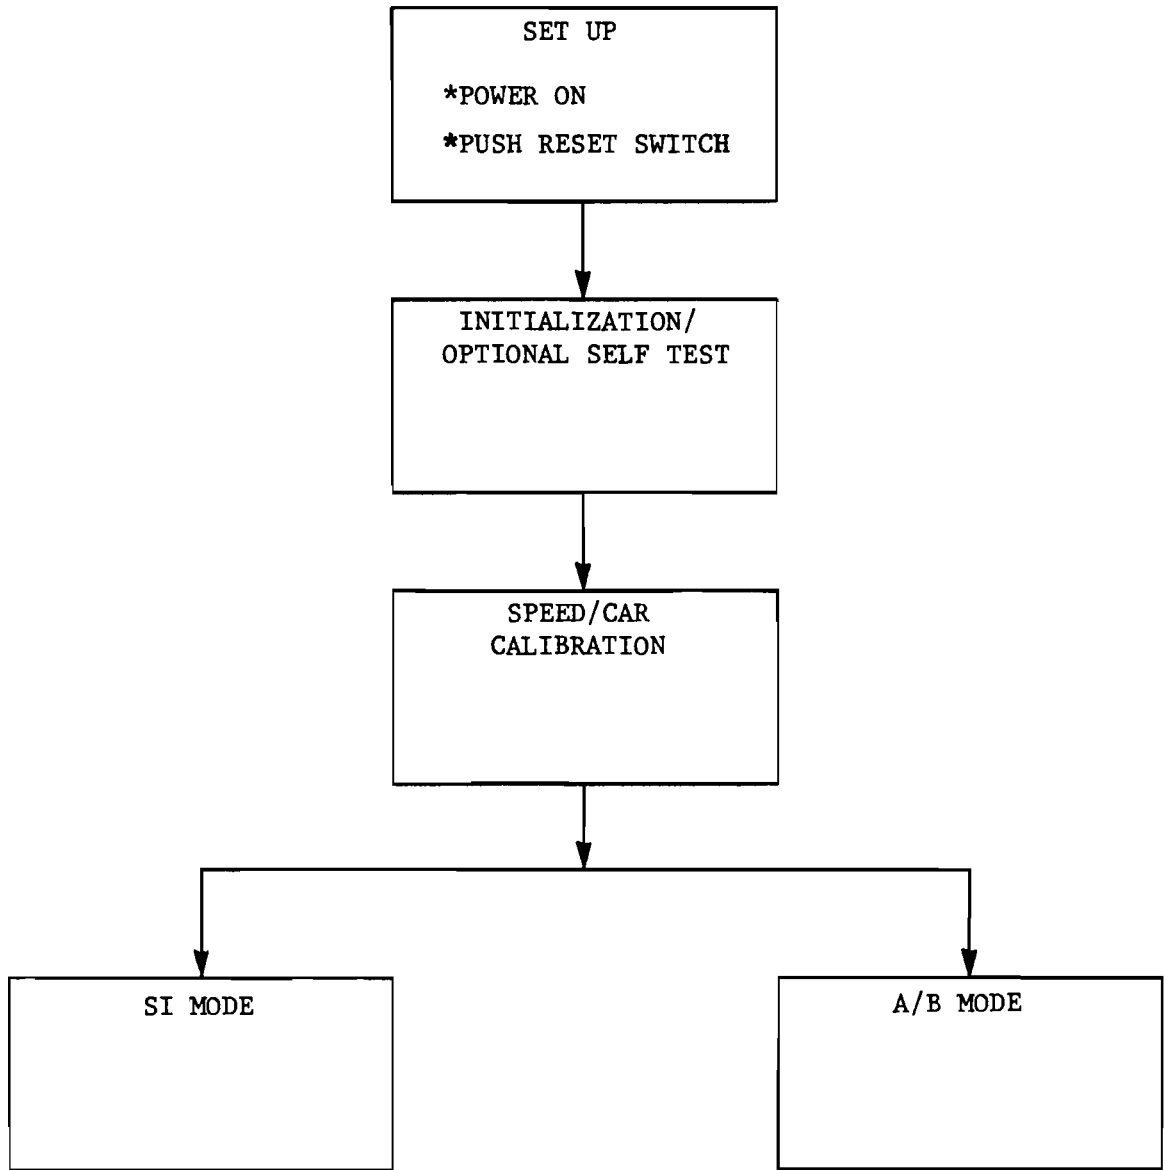 SET UP
*POWER ON
*PUSH RESET SWITCH
INITIALIZATION/
OPTIONAL SELF TEST
SPEED/CAR
CALIBRATION
SI MODE
A/B MODE